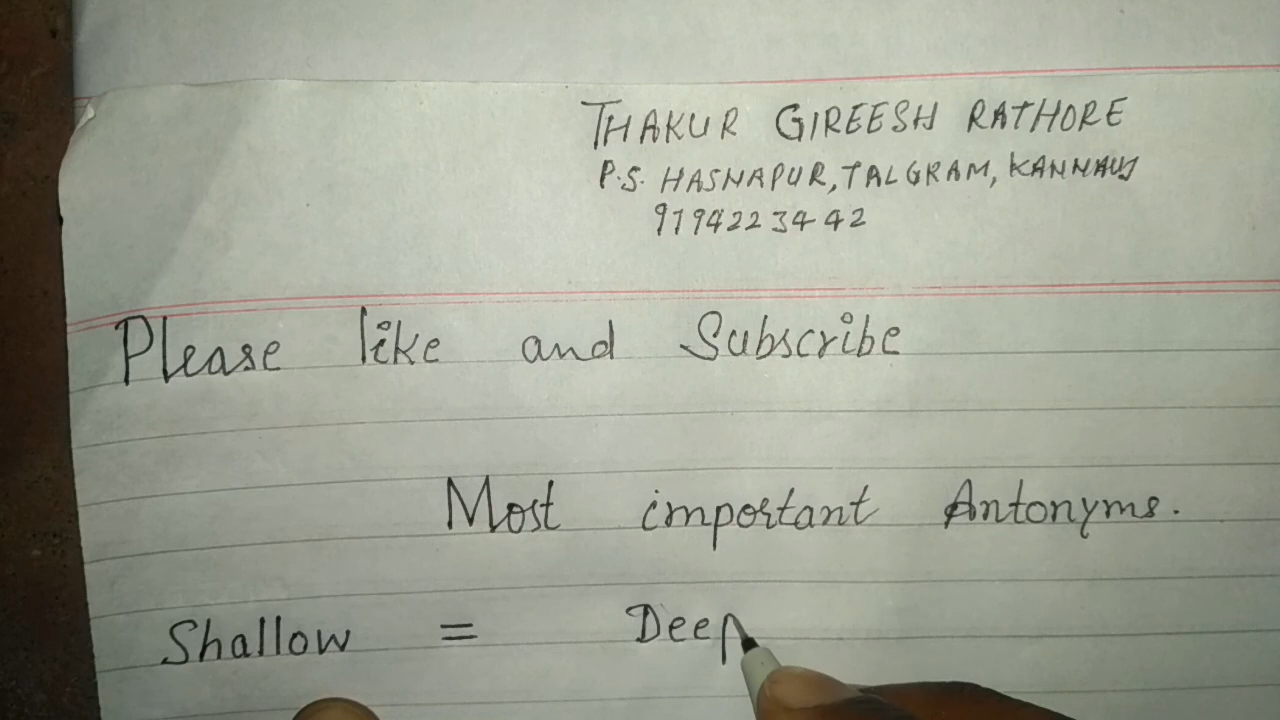 THAKUR GIREESH RATHORE
P.S. HASNAPUR, TALGRAM, KANNAUJ
9794223442
Please like and Subscribe
Most important Antonyms.
Shallow = Deep